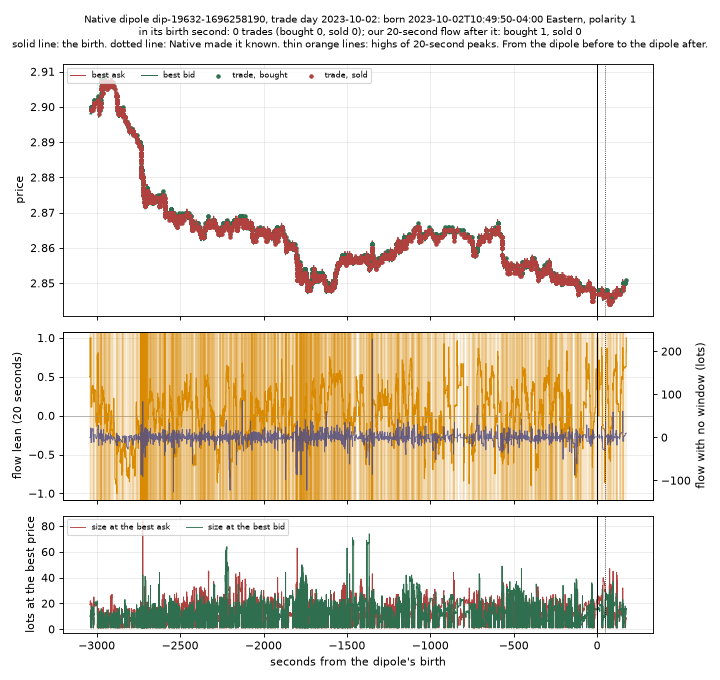 Native dipole dip-19632-1696258190, trade day 2023-10-02: born 2023-10-02T10:49:50-04:00 Eastern, polarity 1
in its birth second: 0 trades (bought 0, sold 0); our 20-second flow after it: bought 1, sold 0
solid line: the birth. dotted line: Native made it known. thin orange lines: highs of 20-second peaks. From the dipole before to the dipole after.
best ask best bid trade, bought trade, sold
2.91
2.90
2.89
2.88
2.87
2.86
2.85
price
1.0
0.5
0.0
−0.5
−1.0
flow lean (20 seconds)
200
100
0
−100
flow with no window (lots)
size at the best ask size at the best bid
80
60
40
20
0
lots at the best price
−3000 −2500 −2000 −1500 −1000 −500 0
seconds from the dipole's birth